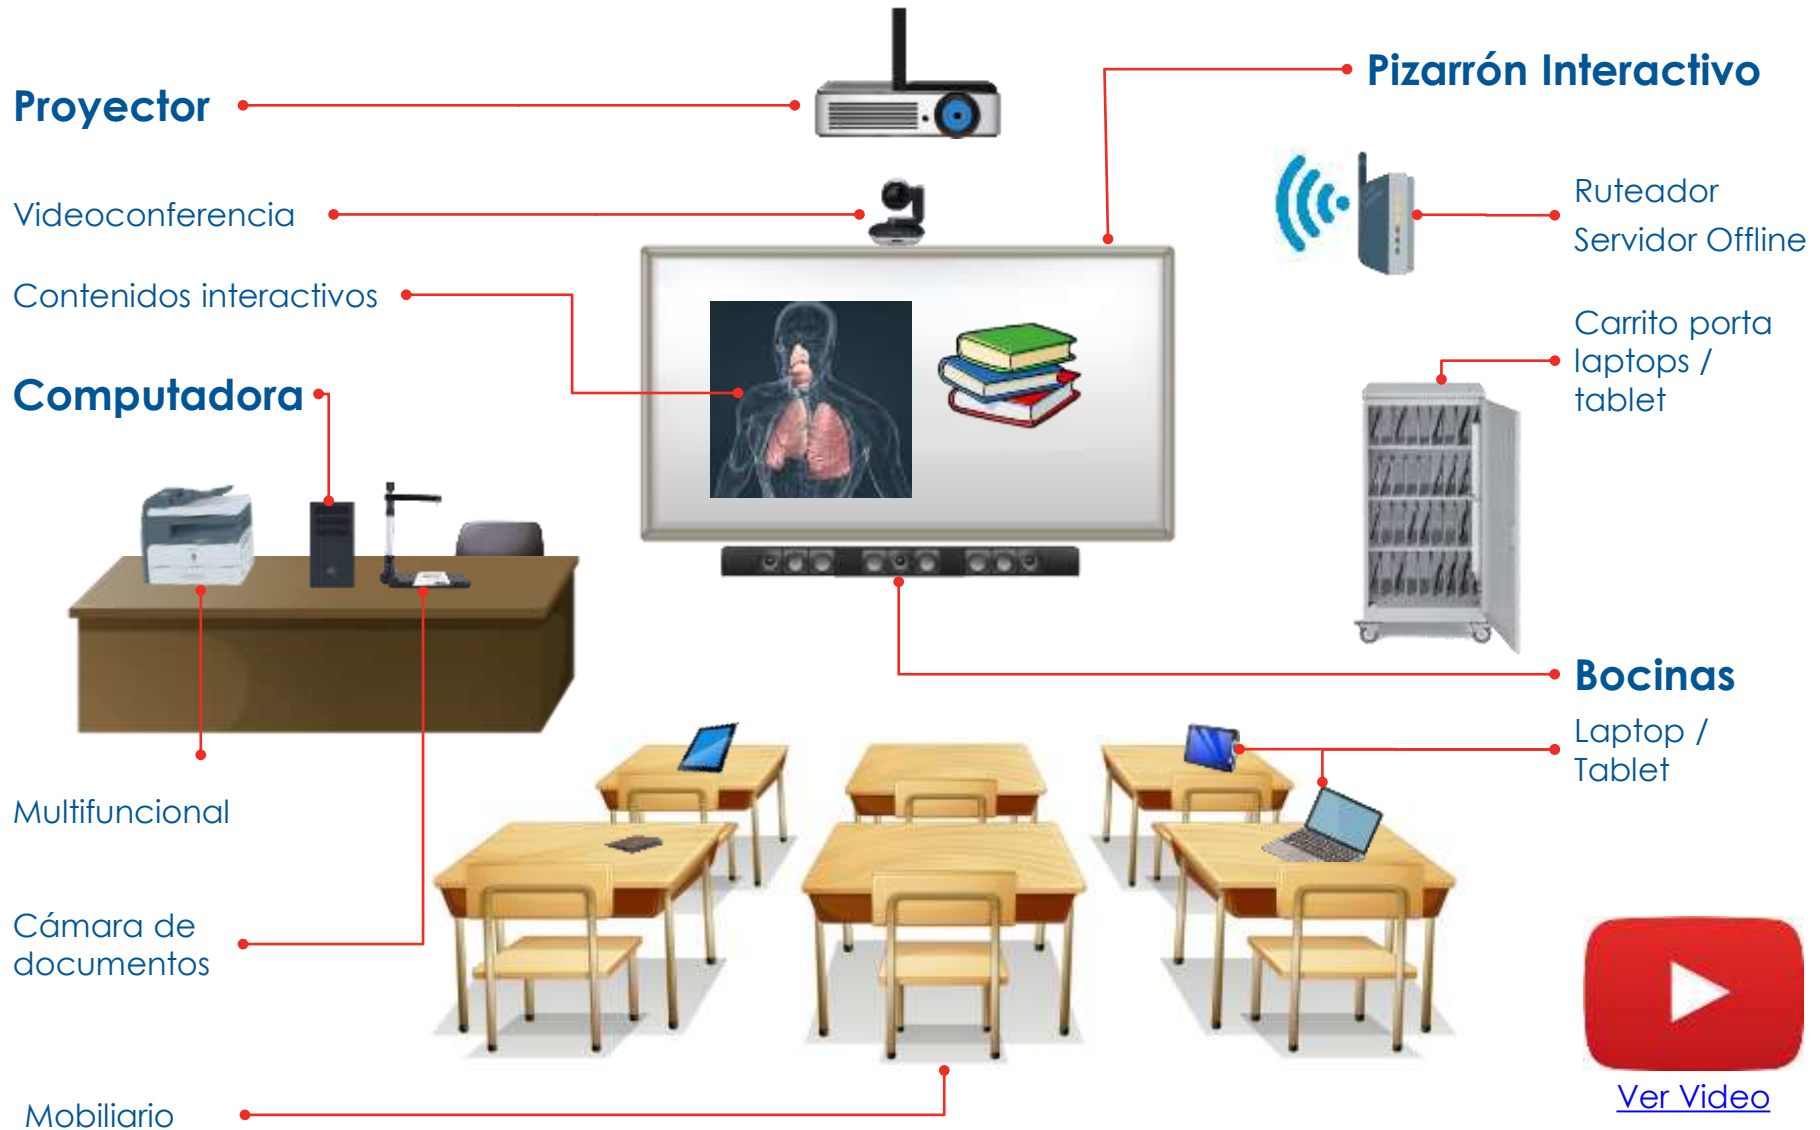 Proyector
Pizarrón Interactivo
Videoconferencia
Ruteador
Servidor Offline
Contenidos interactivos
Carrito porta
laptops /
tablet
Computadora
Bocinas
Laptop /
Tablet
Multifuncional
Cámara de
documentos
Ver Video
Mobiliario